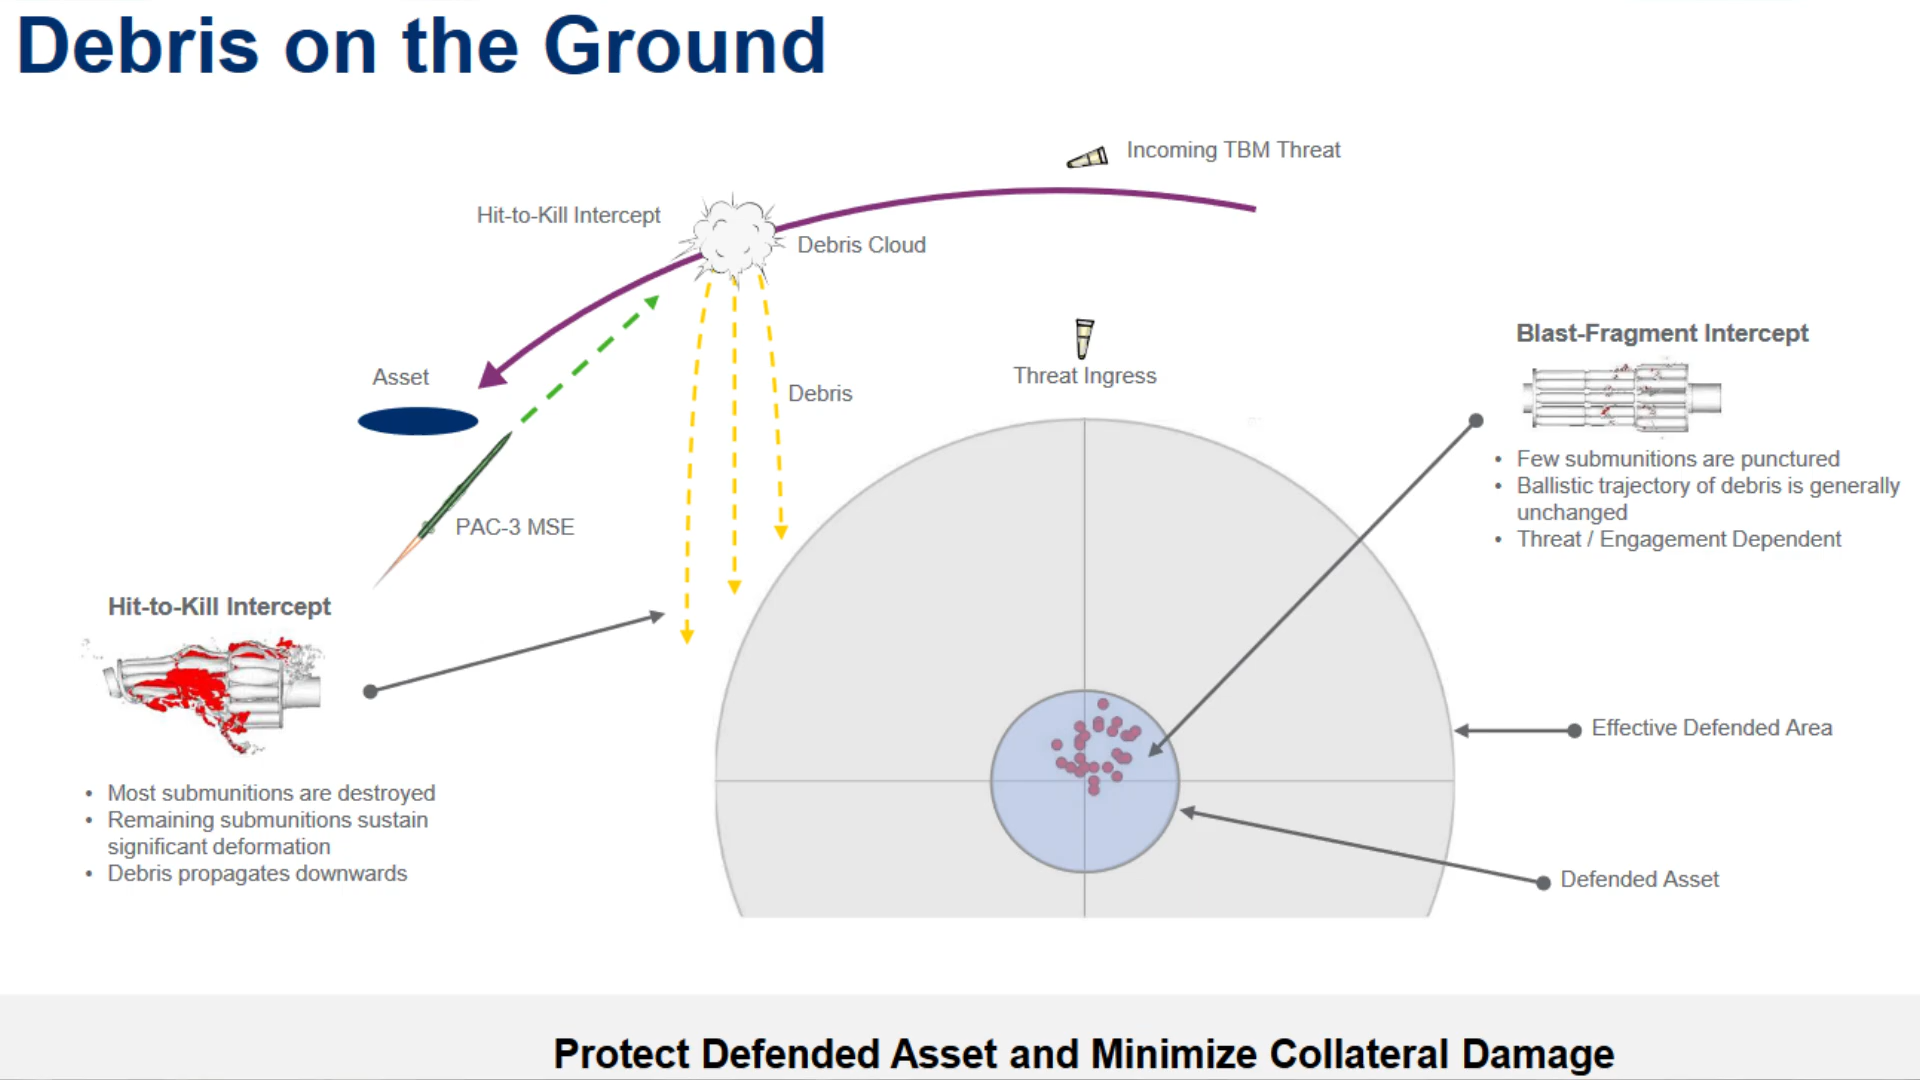 Debris on the Ground
Incoming TBM Threat
Hit-to-Kill Intercept
Debris Cloud
Asset
Debris
Threat Ingress
PAC-3 MSE
Blast-Fragment Intercept
• Few submunitions are punctured
• Ballistic trajectory of debris is generally
unchanged
• Threat / Engagement Dependent
Hit-to-Kill Intercept
• Most submunitions are destroyed
• Remaining submunitions sustain
significant deformation
• Debris propagates downwards
Effective Defended Area
Defended Asset
Protect Defended Asset and Minimize Collateral Damage